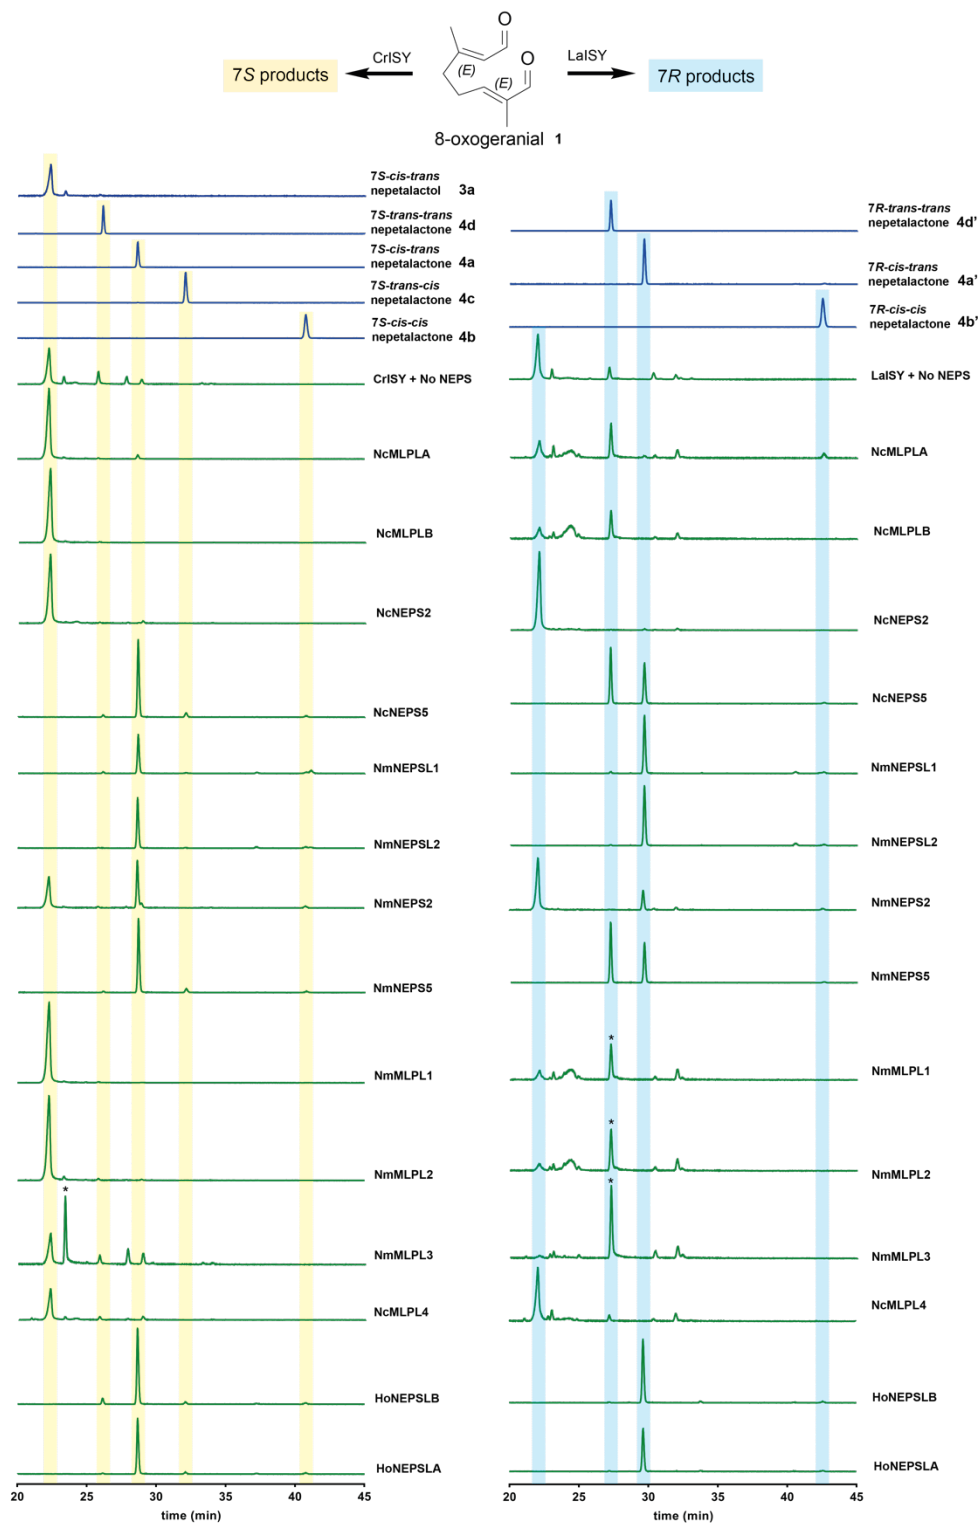 O
O
CrISY
LaISY
7S products
7R products
(E)
(E)
8-oxogeranial 1
7S-cis-trans
nepetalactol 3a
7S-trans-trans
nepetalactone 4d
7S-cis-trans
nepetalactone 4a
7S-trans-cis
nepetalactone 4c
7S-cis-cis
nepetalactone 4b
CrISY + No NEPS
NcMLPLA
NcMLPLB
NcNEPS2
NcNEPS5
NmNEPSL1
NmNEPSL2
NmNEPS2
NmNEPS5
NmMLPL1
NmMLPL2
*
NmMLPL3
NcMLPL4
HoNEPSLB
HoNEPSLA
20 25 30 35 40 45
time (min)
7R-trans-trans
nepetalactone 4d'
7R-cis-trans
nepetalactone 4a'
7R-cis-cis
nepetalactone 4b'
LaISY + No NEPS
NcMLPLA
NcMLPLB
NcNEPS2
NcNEPS5
NmNEPSL1
NmNEPSL2
NmNEPS2
NmNEPS5
*
NmMLPL1
*
NmMLPL2
*
NmMLPL3
NcMLPL4
HoNEPSLB
HoNEPSLA
20 25 30 35 40 45
time (min)